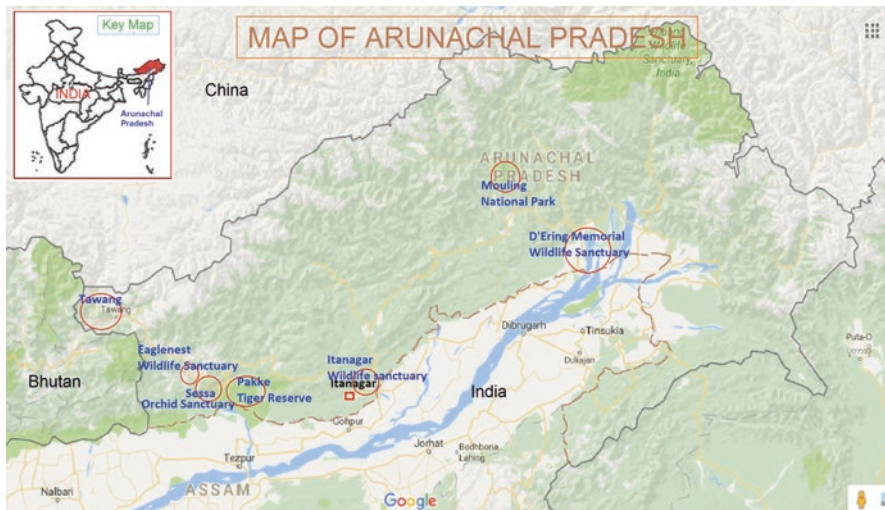 Key Map
INDIA
Arunachal
Pradesh
MAP OF ARUNACHAL PRADESH
Wildlife
Sanctuary,
India
China
ARUNACHAL
PRADESH
Mouling
National Park
D'Ering Memorial
Wildlife Sanctuary
Tawang
Tawang
Dibrugarh
Tinsukia
Duliajan
Puta-O
Eaglenest
Wildlife Sanctuary
Itanagar
Wildlife sanctuary
Bhutan
Sessa
Orchid Sanctuary
Pakke
Tiger Reserve
Itanagar
India
Gohpur
Jorhat
Bodhboria
Lahing
Tezpur
Nalbari
ASSAM
Google